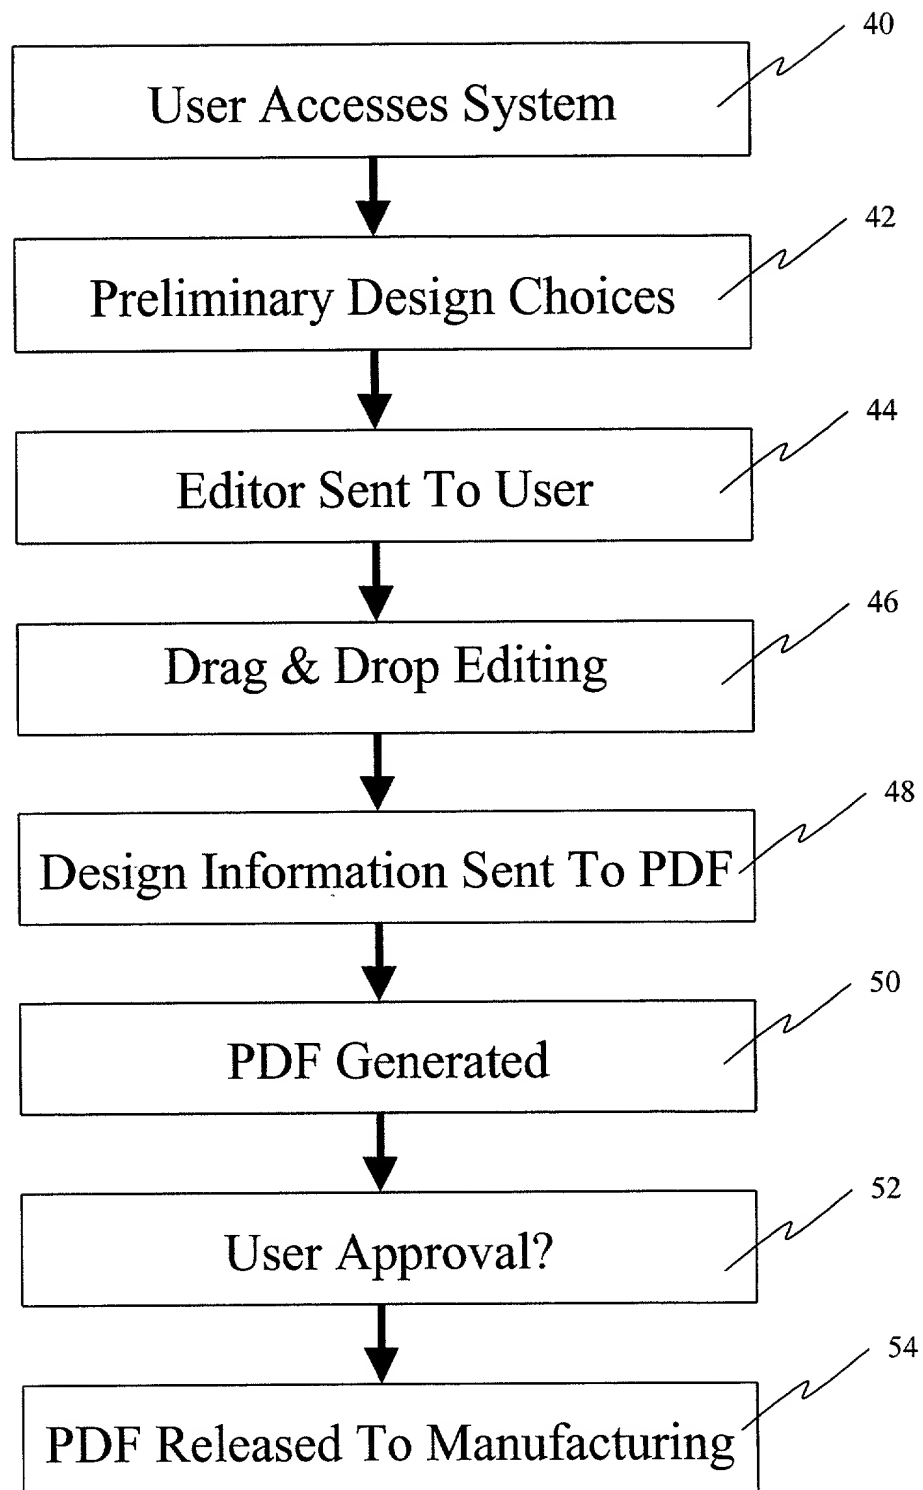 40
User Accesses System
42
Preliminary Design Choices
44
Editor Sent To User
46
Drag & Drop Editing
48
Design Information Sent To PDF
50
PDF Generated
52
User Approval?
54
PDF Released To Manufacturing